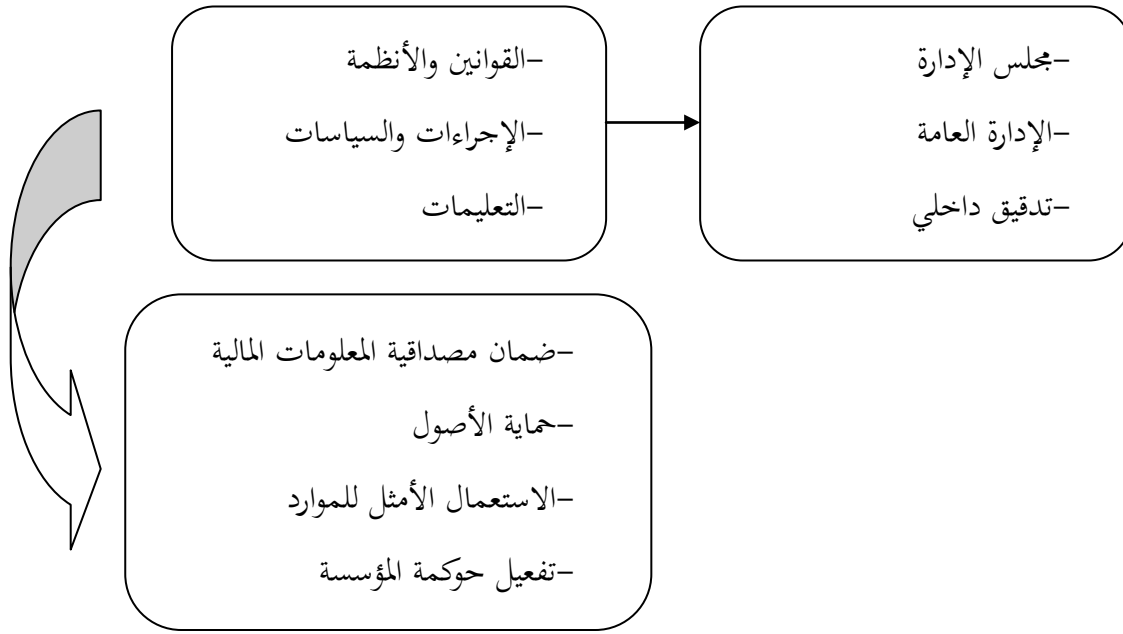 -مجلس الإدارة
-الإدارة العامة
-تدقيق داخلي
-القوانين والأنظمة
-الإجراءات والسياسات
-التعليمات
-ضمان مصداقية المعلومات المالية
-حماية الأصول
-الاستعمال الأمثل للموارد
-تفعيل حوكمة المؤسسة